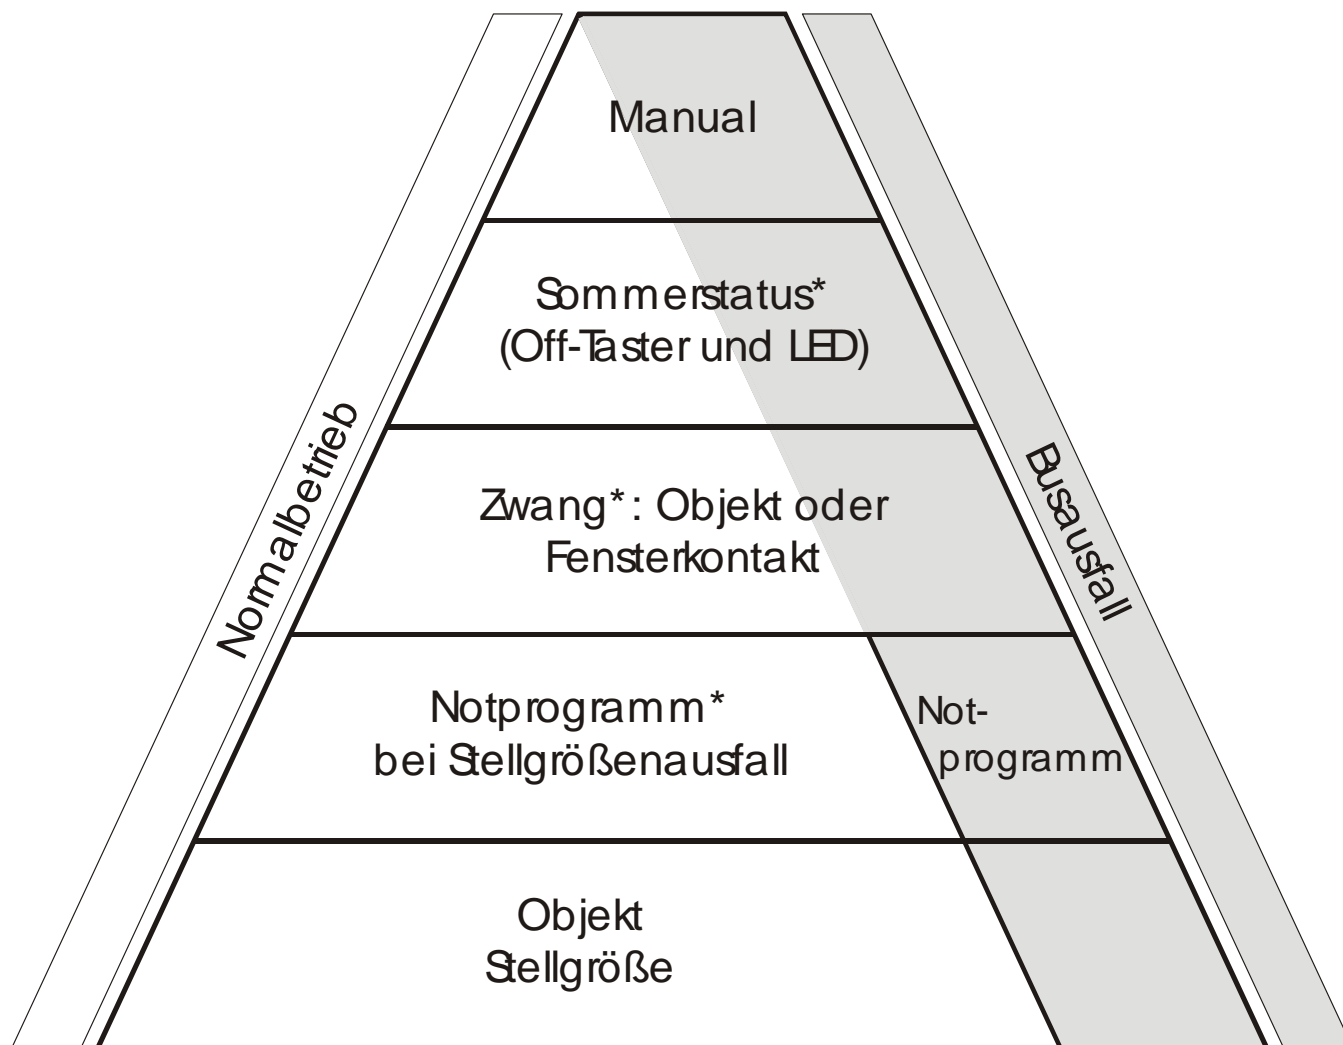 Manual
Sommerstatus*
(Off-Taster und LED)
Normalbetrieb
Busausfall
Zwang*: Objekt oder
Fensterkontakt
Notprogramm*
bei Stellgrößenausfall
Not-
programm
Objekt
Stellgröße